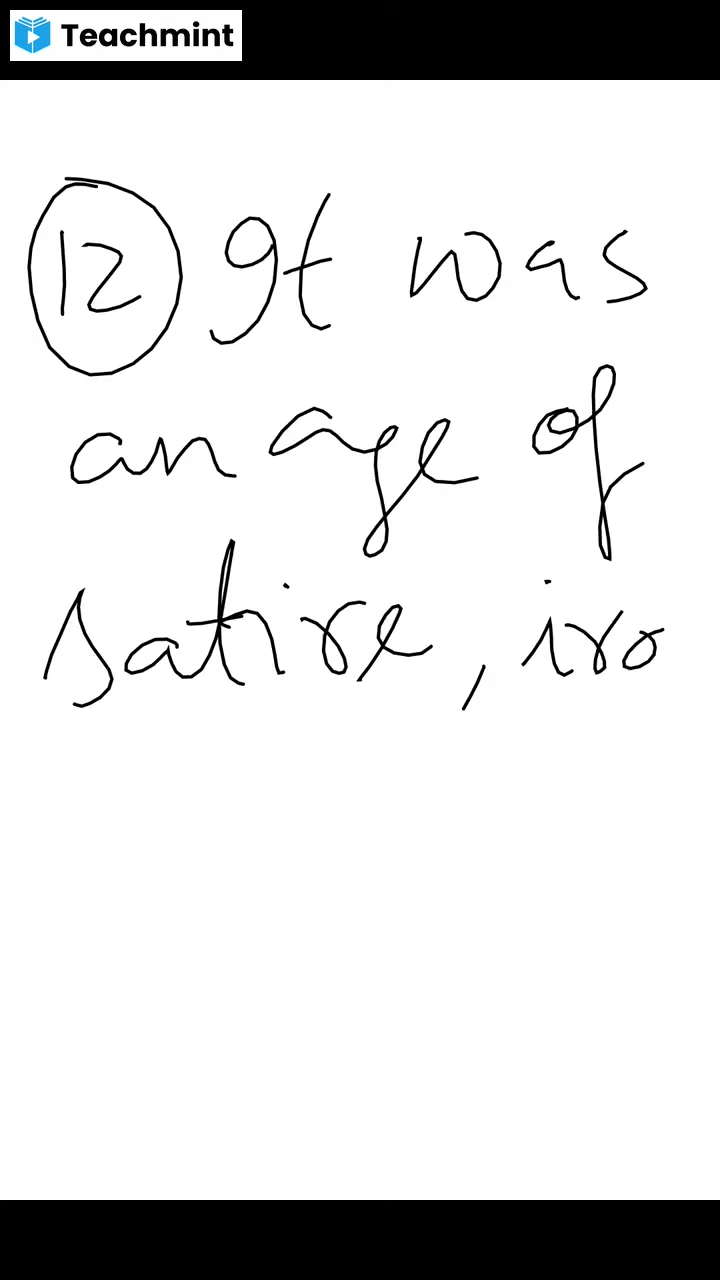 Teachmint
12 It was
an age of
satire, iro